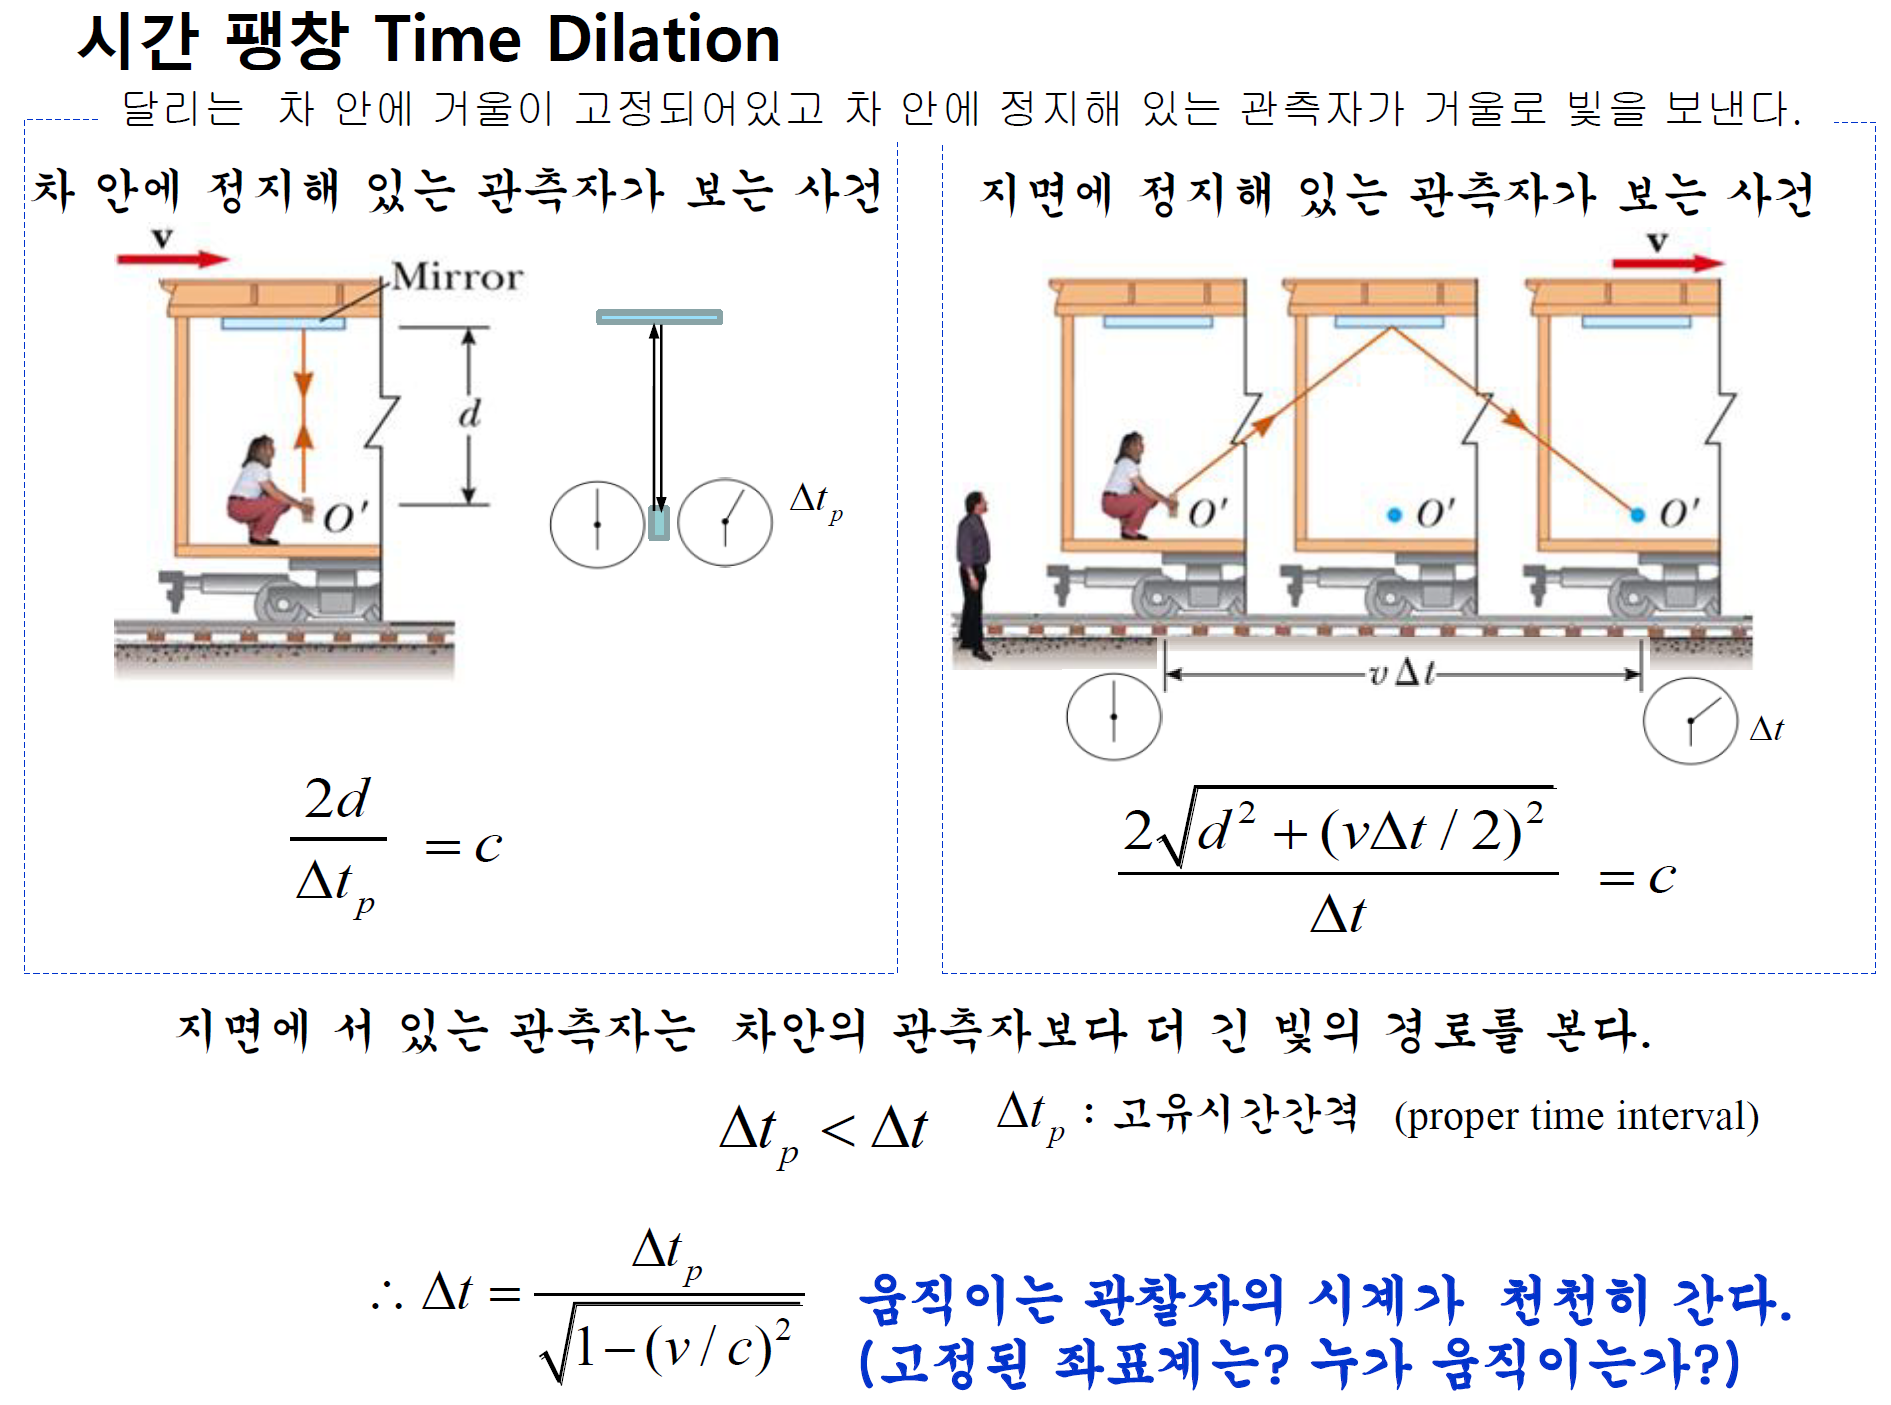 시간 팽창 Time Dilation
달리는 차 안에 거울이 고정되어있고 차 안에 정지해 있는 관측자가 거울로 빛을 보낸다.
차 안에 정지해 있는 관측자가 보는 사건
v
Mirror
d
O'
Δt_p
2d / Δt_p = c
지면에 정지해 있는 관측자가 보는 사건
v
O'
O'
O'
vΔt
Δt
2√(d² + (vΔt / 2)²) / Δt = c
지면에 서 있는 관측자는 차안의 관측자보다 더 긴 빛의 경로를 본다.
Δt_p < Δt Δt_p : 고유시간간격 (proper time interval)
∴ Δt = Δt_p / √(1 − (v / c)²)
움직이는 관찰자의 시계가 천천히 간다.
(고정된 좌표계는? 누가 움직이는가?)